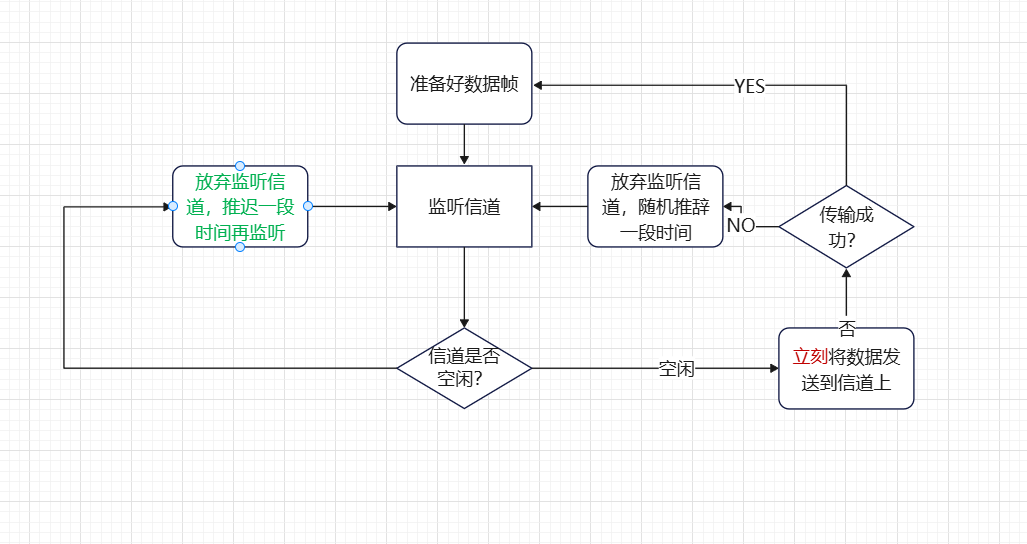 准备好数据帧
YES
放弃监听信
道，推迟一段
时间再监听
监听信道
放弃监听信
道，随机推辞
一段时间
NO
传输成
功？
信道是否
空闲？
空闲
否
立刻将数据发
送到信道上